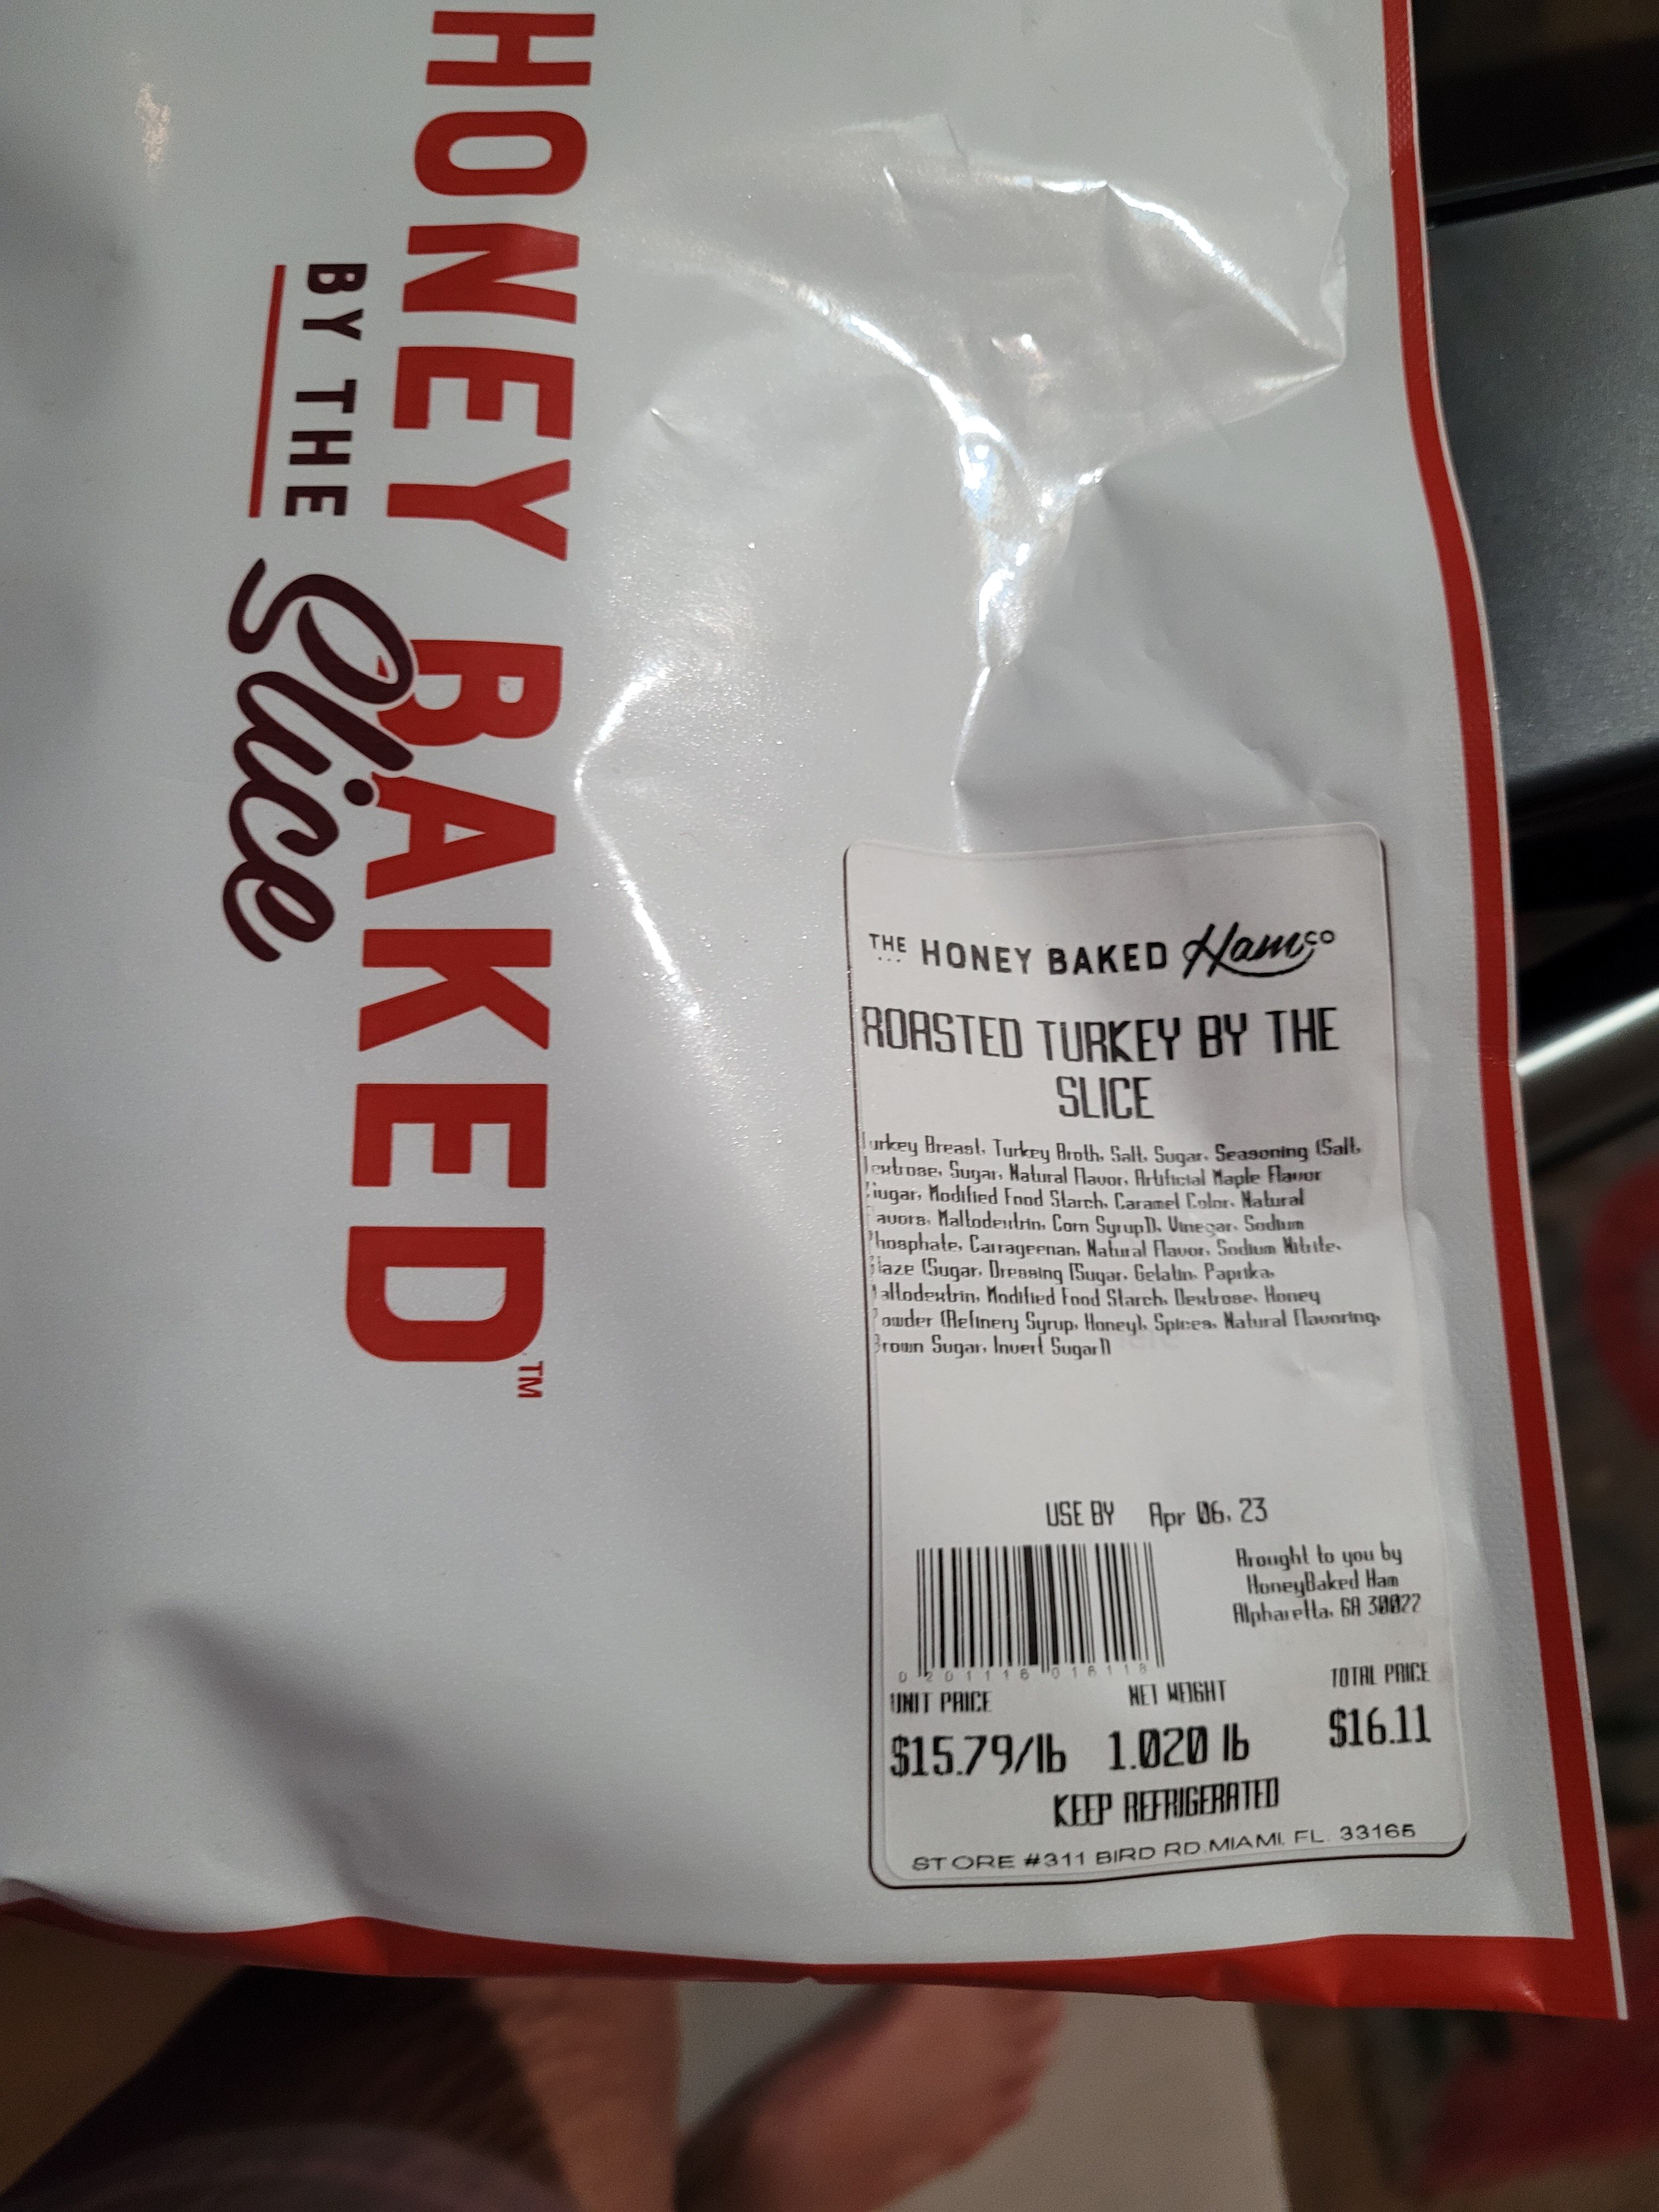 HONEY BAKED™
BY THE Slice
THE HONEY BAKED Ham CO
ROASTED TURKEY BY THE
SLICE
urkey Breast, Turkey Broth, Salt, Sugar, Seasoning (Salt,
extrose, Sugar, Natural Flavor, Artificial Maple Flavor
ugar, Modified Food Starch, Caramel Color, Natural
avors, Maltodextrin, Corn Syrup]), Vinegar, Sodium
hosphate, Carrageenan, Natural Flavor, Sodium Nitrite.
laze (Sugar, Dressing [Sugar, Gelatin, Paprika,
altodextrin, Modified Food Starch, Dextrose, Honey
owder (Refinery Syrup, Honey), Spices, Natural Flavoring,
rown Sugar, Invert Sugar])
USE BY Apr 06, 23
Brought to you by
HoneyBaked Ham
Alpharetta, GA 30022
0 201116 016118
UNIT PRICE NET WEIGHT TOTAL PRICE
$15.79/lb 1.020 lb $16.11
KEEP REFRIGERATED
STORE #311 BIRD RD.MIAMI, FL. 33165